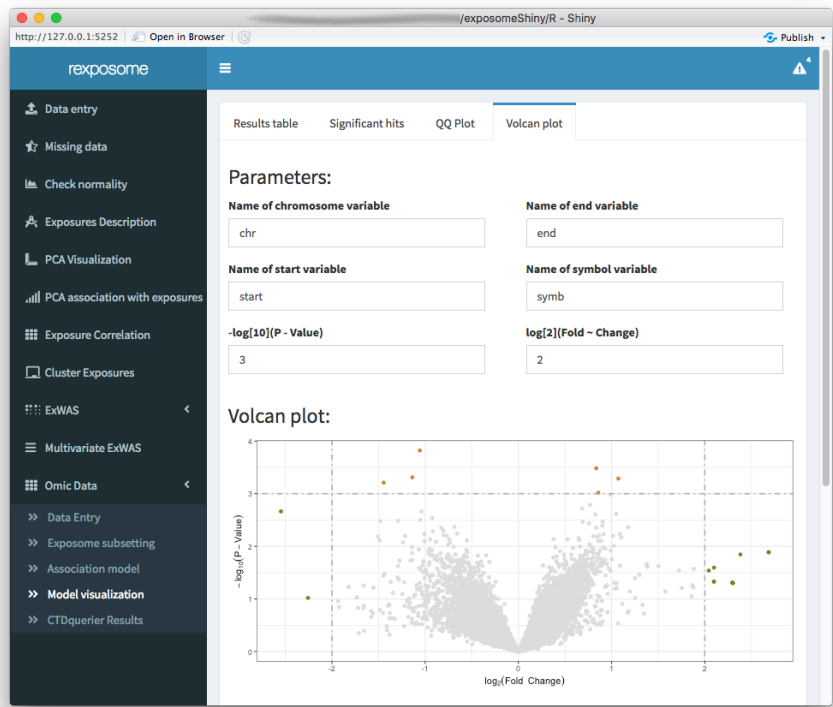 /exposomeShiny/R - Shiny
http://127.0.0.1:5252 Open in Browser Publish
rexposome 4
Data entry
Missing data
Check normality
Exposures Description
PCA Visualization
PCA association with exposures
Exposure Correlation
Cluster Exposures
ExWAS
Multivariate ExWAS
Omic Data
Data Entry
Exposome subsetting
Association model
Model visualization
CTDquerier Results
Results table Significant hits QQ Plot Volcan plot
Parameters:
Name of chromosome variable Name of end variable
chr end
Name of start variable Name of symbol variable
start symb
-log[10](P - Value) log[2](Fold ~ Change)
3 2
Volcan plot:
4
3
2
1
0
−log₁₀(P − Value)
-2 -1 0 1 2
log₂(Fold Change)